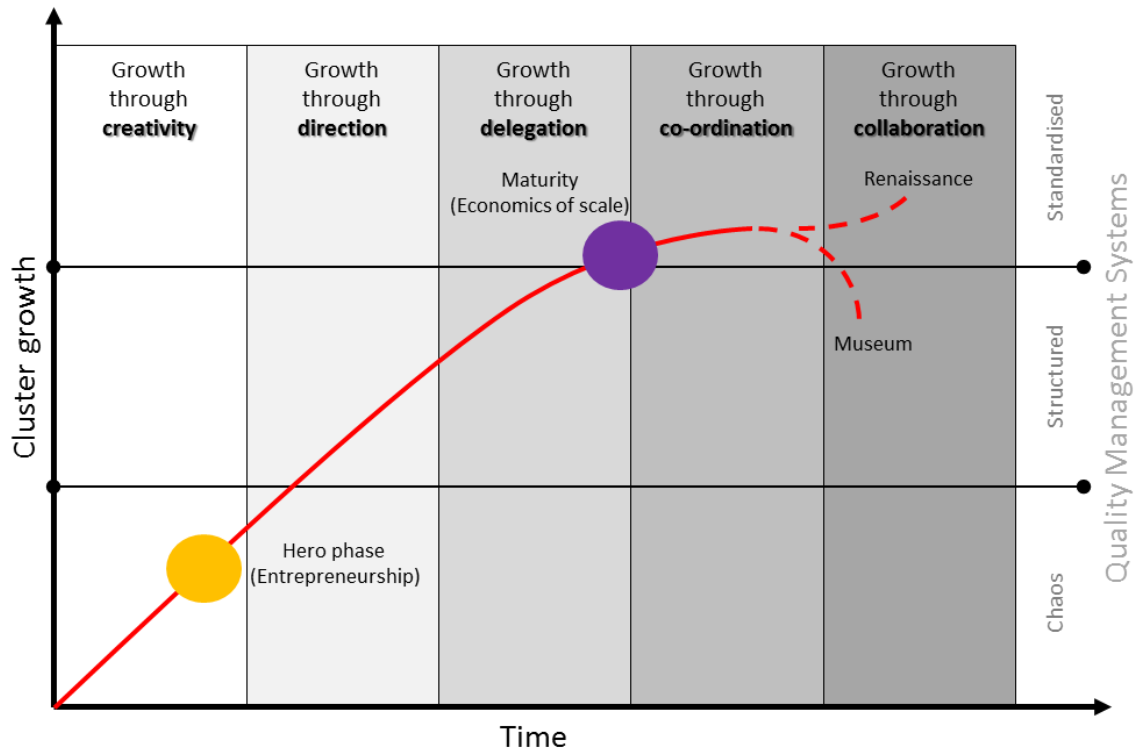 Growth
through
creativity
Growth
through
direction
Growth
through
delegation
Growth
through
co-ordination
Growth
through
collaboration
Maturity
(Economics of scale)
Renaissance
Museum
Hero phase
(Entrepreneurship)
Standardised
Structured
Chaos
Quality Management Systems
Cluster growth
Time